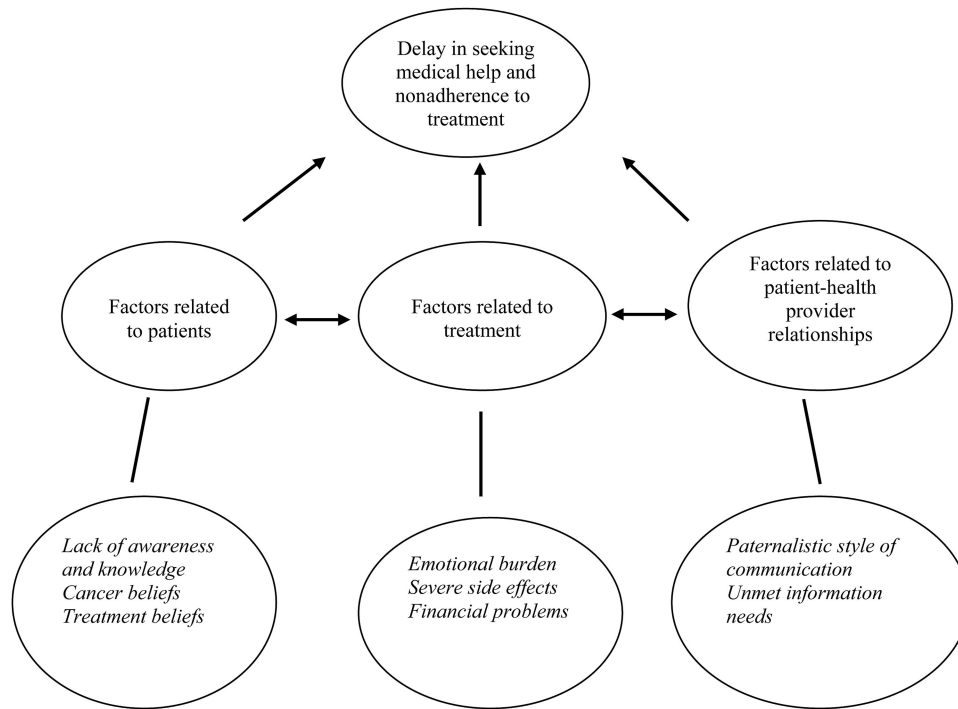 Delay in seeking
medical help and
nonadherence to
treatment
Factors related
to patients
Factors related to
treatment
Factors related to
patient-health
provider
relationships
Lack of awareness
and knowledge
Cancer beliefs
Treatment beliefs
Emotional burden
Severe side effects
Financial problems
Paternalistic style of
communication
Unmet information
needs